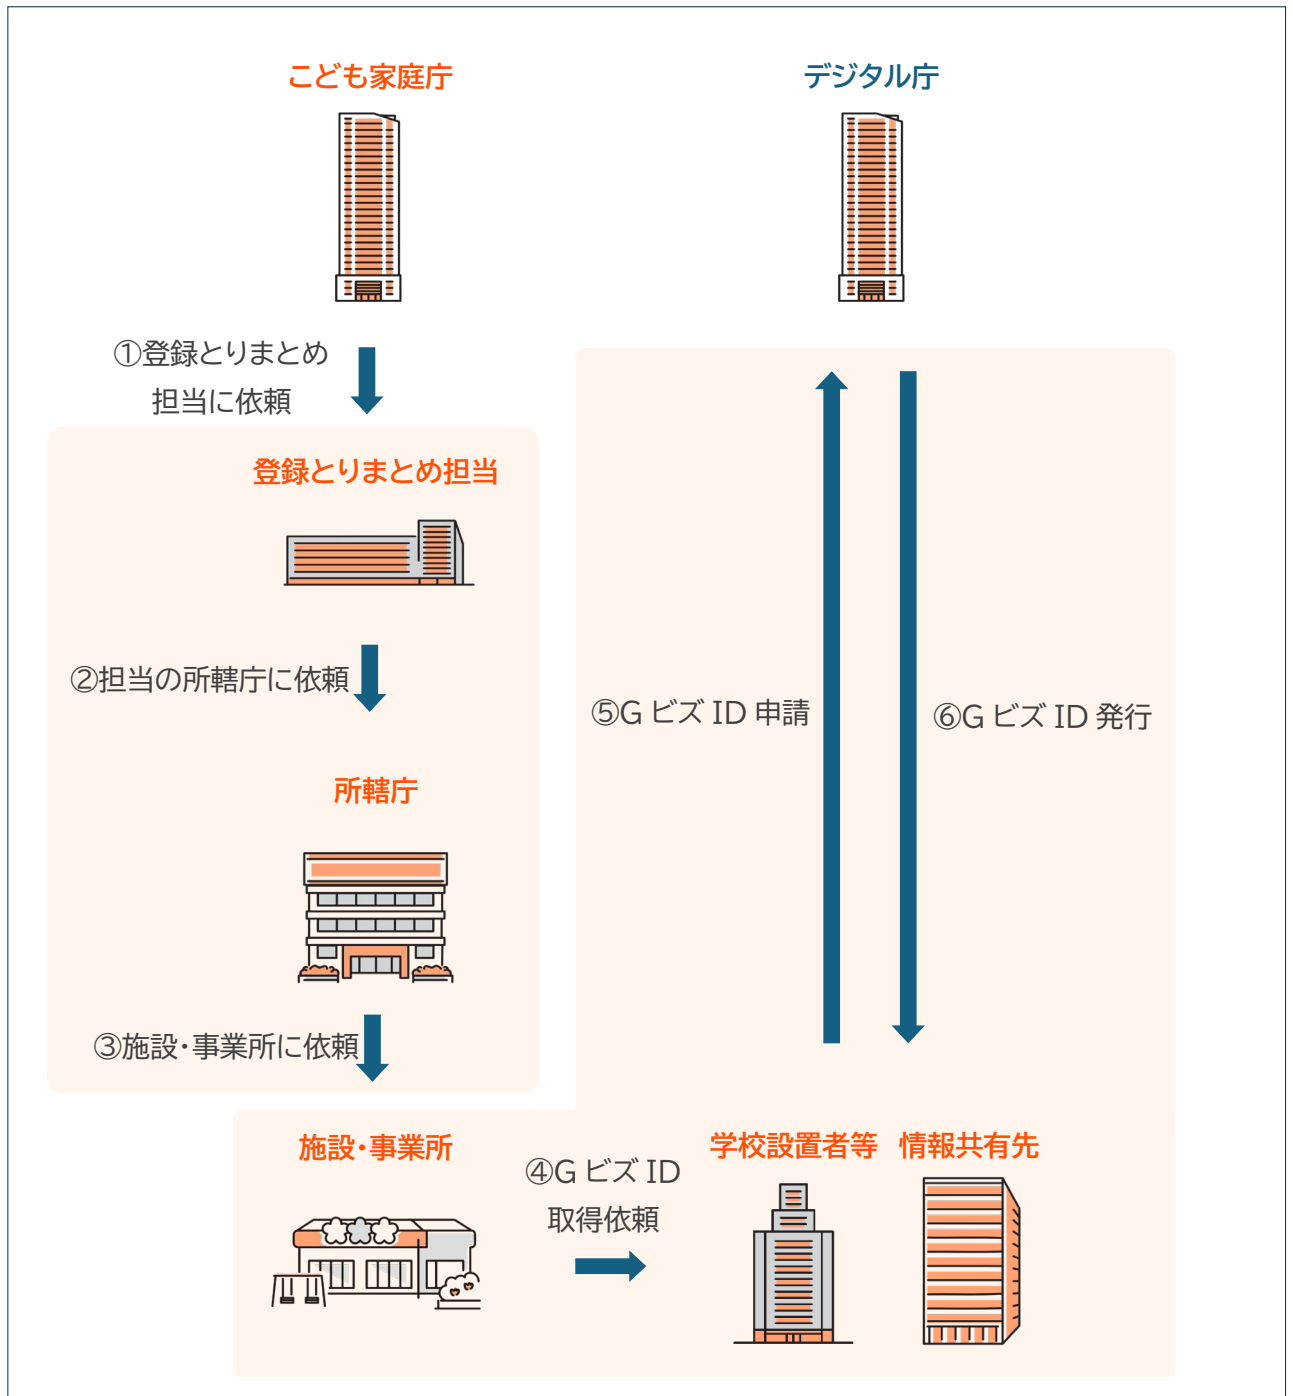 こども家庭庁
デジタル庁
①登録とりまとめ
担当に依頼
登録とりまとめ担当
②担当の所轄庁に依頼
所轄庁
③施設・事業所に依頼
⑤G ビズ ID 申請
⑥G ビズ ID 発行
施設・事業所
④G ビズ ID
取得依頼
学校設置者等
情報共有先